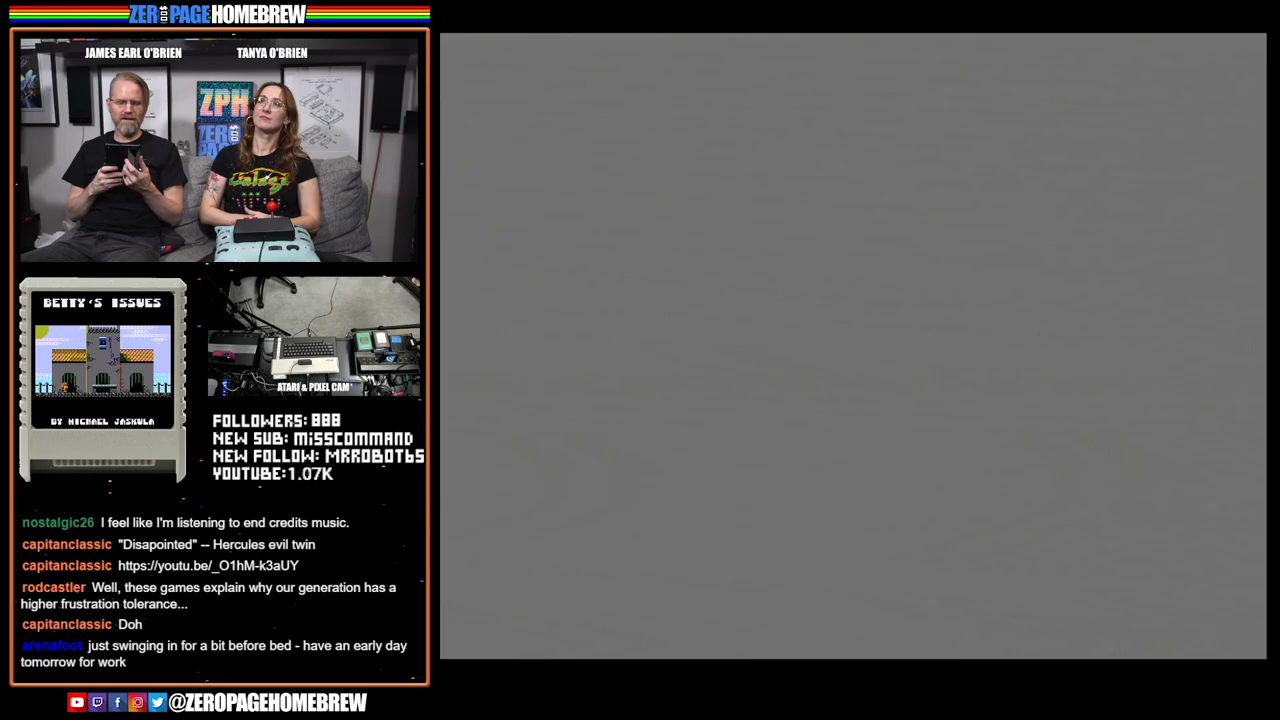 ZER PAGE HOMEBREW
JAMES EARL O'BRIEN
TANYA O'BRIEN
ZPH
BETTY'S ISSUES
BY MICHAEL JASKULA
ATARI & PIXEL CAM
FOLLOWERS: 888
NEW SUB: MISSCOMMAND
NEW FOLLOW: MRROBOT65
YOUTUBE:1.07K
nostalgic26 I feel like I'm listening to end credits music.
capitanclassic "Disapointed" -- Hercules evil twin
capitanclassic https://youtu.be/_O1hM-k3aUY
rodcastler Well, these games explain why our generation has a
higher frustration tolerance...
capitanclassic Doh
arenafoot just swinging in for a bit before bed - have an early day
tomorrow for work
@ZEROPAGEHOMEBREW